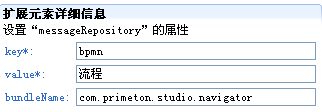 扩展元素详细信息
设置“messageRepository”的属性
key*: bpmn
value*: 流程
bundleName: com.primeton.studio.navigator